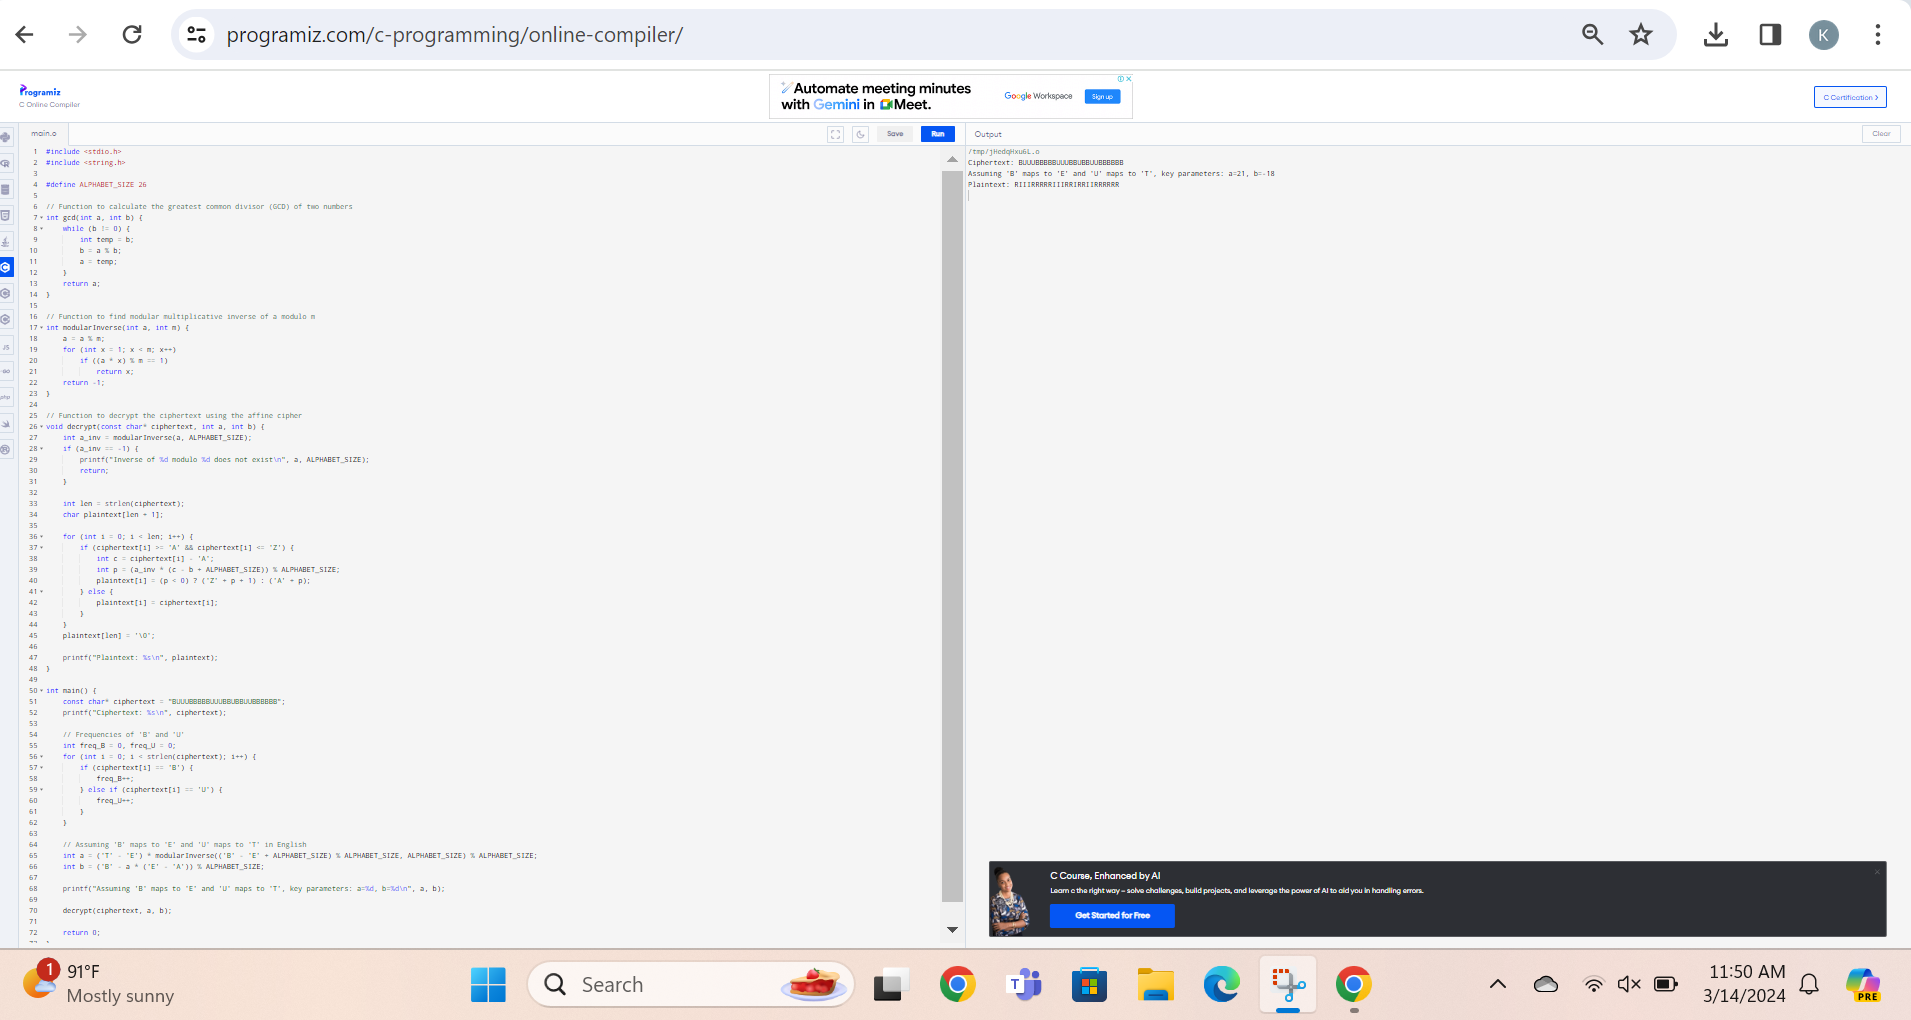 programiz.com/c-programming/online-compiler/
K
Programiz
C Online Compiler
Automate meeting minutes
with Gemini in Meet.
Google Workspace
Sign up
C Certification >
main.c
Save
Run
Output
Clear
1 #include <stdio.h>
2 #include <string.h>
3
4 #define ALPHABET_SIZE 26
5
6 // Function to calculate the greatest common divisor (GCD) of two numbers
7 int gcd(int a, int b) {
8 while (b != 0) {
9 int temp = b;
10 b = a % b;
11 a = temp;
12 }
13 return a;
14 }
15
16 // Function to find modular multiplicative inverse of a modulo m
17 int modularInverse(int a, int m) {
18 a = a % m;
19 for (int x = 1; x < m; x++)
20 if ((a * x) % m == 1)
21 return x;
22 return -1;
23 }
24
25 // Function to decrypt the ciphertext using the affine cipher
26 void decrypt(const char* ciphertext, int a, int b) {
27 int a_inv = modularInverse(a, ALPHABET_SIZE);
28 if (a_inv == -1) {
29 printf("Inverse of %d modulo %d does not exist\n", a, ALPHABET_SIZE);
30 return;
31 }
32
33 int len = strlen(ciphertext);
34 char plaintext[len + 1];
35
36 for (int i = 0; i < len; i++) {
37 if (ciphertext[i] >= 'A' && ciphertext[i] <= 'Z') {
38 int c = ciphertext[i] - 'A';
39 int p = (a_inv * (c - b + ALPHABET_SIZE)) % ALPHABET_SIZE;
40 plaintext[i] = (p < 0) ? ('Z' + p + 1) : ('A' + p);
41 } else {
42 plaintext[i] = ciphertext[i];
43 }
44 }
45 plaintext[len] = '\0';
46
47 printf("Plaintext: %s\n", plaintext);
48 }
49
50 int main() {
51 const char* ciphertext = "BUUUBBBBBUUUBBUBBUUBBBBBB";
52 printf("Ciphertext: %s\n", ciphertext);
53
54 // Frequencies of 'B' and 'U'
55 int freq_B = 0, freq_U = 0;
56 for (int i = 0; i < strlen(ciphertext); i++) {
57 if (ciphertext[i] == 'B') {
58 freq_B++;
59 } else if (ciphertext[i] == 'U') {
60 freq_U++;
61 }
62 }
63
64 // Assuming 'B' maps to 'E' and 'U' maps to 'T' in English
65 int a = ('T' - 'E') * modularInverse(('B' - 'E' + ALPHABET_SIZE) % ALPHABET_SIZE, ALPHABET_SIZE) % ALPHABET_SIZE;
66 int b = ('B' - a * ('E' - 'A')) % ALPHABET_SIZE;
67
68 printf("Assuming 'B' maps to 'E' and 'U' maps to 'T', key parameters: a=%d, b=%d\n", a, b);
69
70 decrypt(ciphertext, a, b);
71
72 return 0;
/tmp/jHedqHxu6L.o
Ciphertext: BUUUBBBBBUUUBBUBBUUBBBBBB
Assuming 'B' maps to 'E' and 'U' maps to 'T', key parameters: a=21, b=-18
Plaintext: RIIIRRRRRIIIRRIRRIIRRRRRR
C Course, Enhanced by AI
Learn c the right way – solve challenges, build projects, and leverage the power of AI to aid you in handling errors.
Get Started for Free
1
91°F
Mostly sunny
Search
T
11:50 AM
3/14/2024
PRE